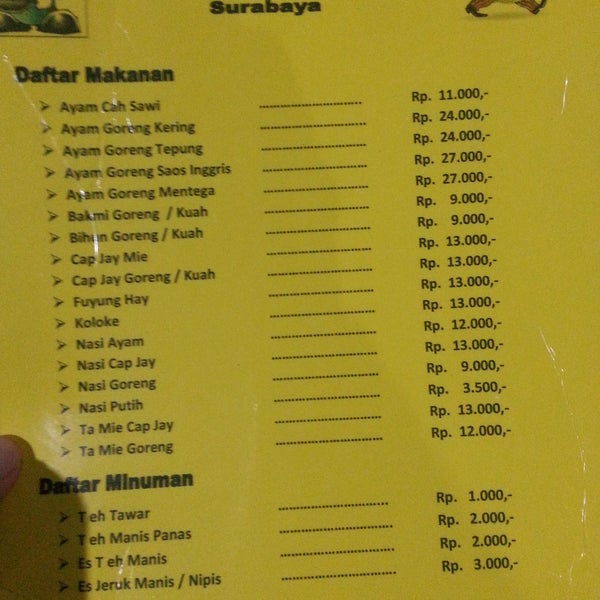 Surabaya
Daftar Makanan
➤ Ayam Cah Sawi ........................ Rp. 11.000,-
➤ Ayam Goreng Kering ........................ Rp. 24.000,-
➤ Ayam Goreng Tepung ........................ Rp. 24.000,-
➤ Ayam Goreng Saos Inggris ........................ Rp. 27.000,-
➤ Ayam Goreng Mentega ........................ Rp. 27.000,-
➤ Bakmi Goreng / Kuah ........................ Rp. 9.000,-
➤ Bihun Goreng / Kuah ........................ Rp. 9.000,-
➤ Cap Jay Mie ........................ Rp. 13.000,-
➤ Cap Jay Goreng / Kuah ........................ Rp. 13.000,-
➤ Fuyung Hay ........................ Rp. 13.000,-
➤ Koloke ........................ Rp. 13.000,-
➤ Nasi Ayam ........................ Rp. 12.000,-
➤ Nasi Cap Jay ........................ Rp. 13.000,-
➤ Nasi Goreng ........................ Rp. 9.000,-
➤ Nasi Putih ........................ Rp. 3.500,-
➤ Ta Mie Cap Jay ........................ Rp. 13.000,-
➤ Ta Mie Goreng ........................ Rp. 12.000,-
Daftar Minuman
➤ T eh Tawar ........................ Rp. 1.000,-
➤ T eh Manis Panas ........................ Rp. 2.000,-
➤ Es T eh Manis ........................ Rp. 2.000,-
➤ Es Jeruk Manis / Nipis ........................ Rp. 3.000,-